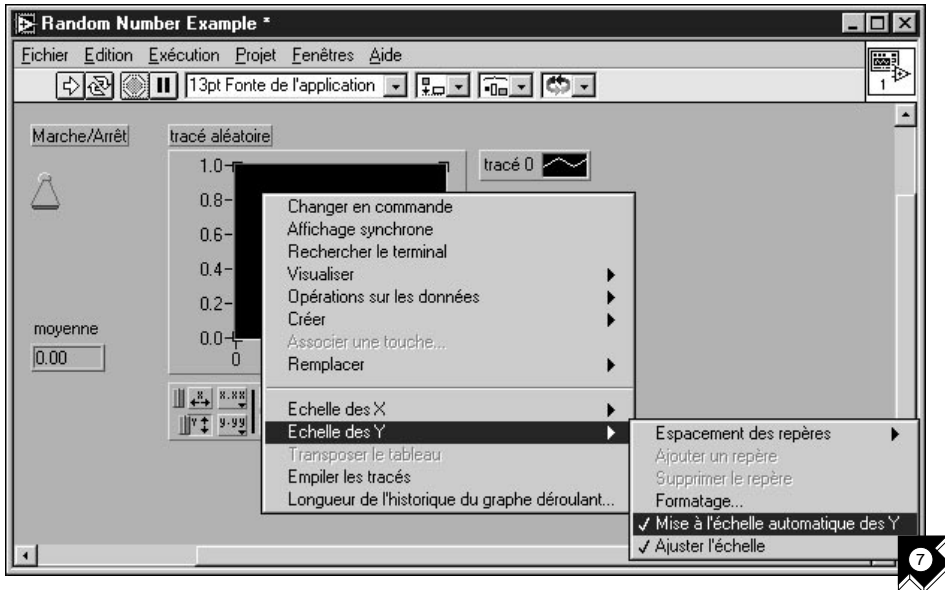 Random Number Example *
Fichier Edition Exécution Projet Fenêtres Aide
13pt Fonte de l'application
1
Marche/Arrêt
tracé aléatoire
tracé 0
1.0
0.8
0.6
0.4
0.2
0.0
0
moyenne
0.00
X
X.XX
Y
Y.YY
Changer en commande
Affichage synchrone
Rechercher le terminal
Visualiser
Opérations sur les données
Créer
Associer une touche...
Remplacer
Echelle des X
Echelle des Y
Transposer le tableau
Empiler les tracés
Longueur de l'historique du graphe déroulant...
Espacement des repères
Ajouter un repère
Supprimer le repère
Formatage...
Mise à l'échelle automatique des Y
Ajuster l'échelle
7